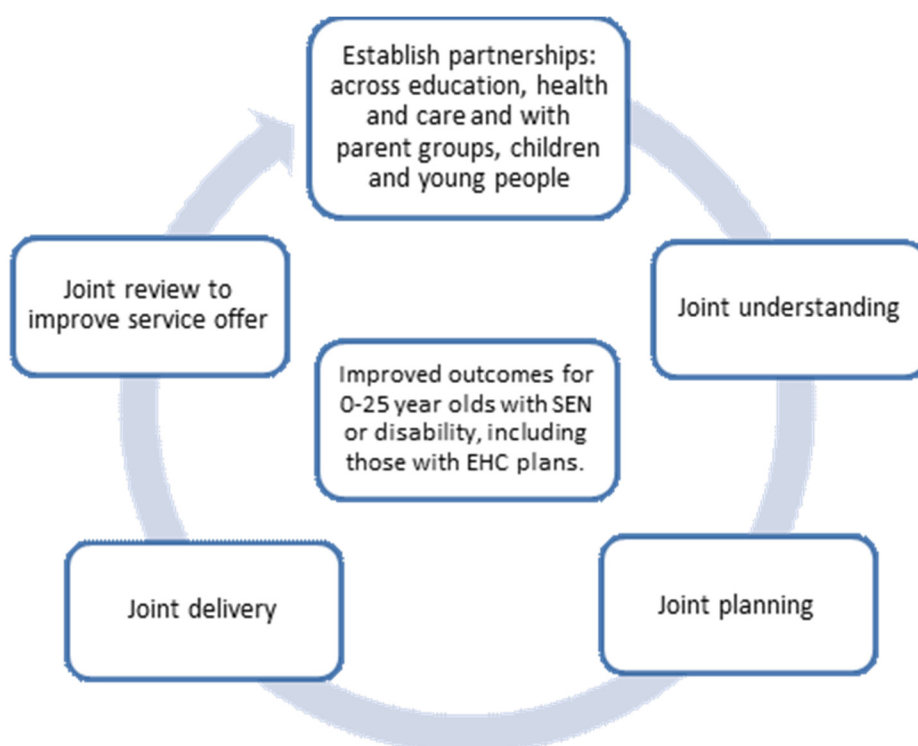 Establish partnerships:
across education, health
and care and with
parent groups, children
and young people
Joint understanding
Joint planning
Joint delivery
Joint review to
improve service offer
Improved outcomes for
0-25 year olds with SEN
or disability, including
those with EHC plans.